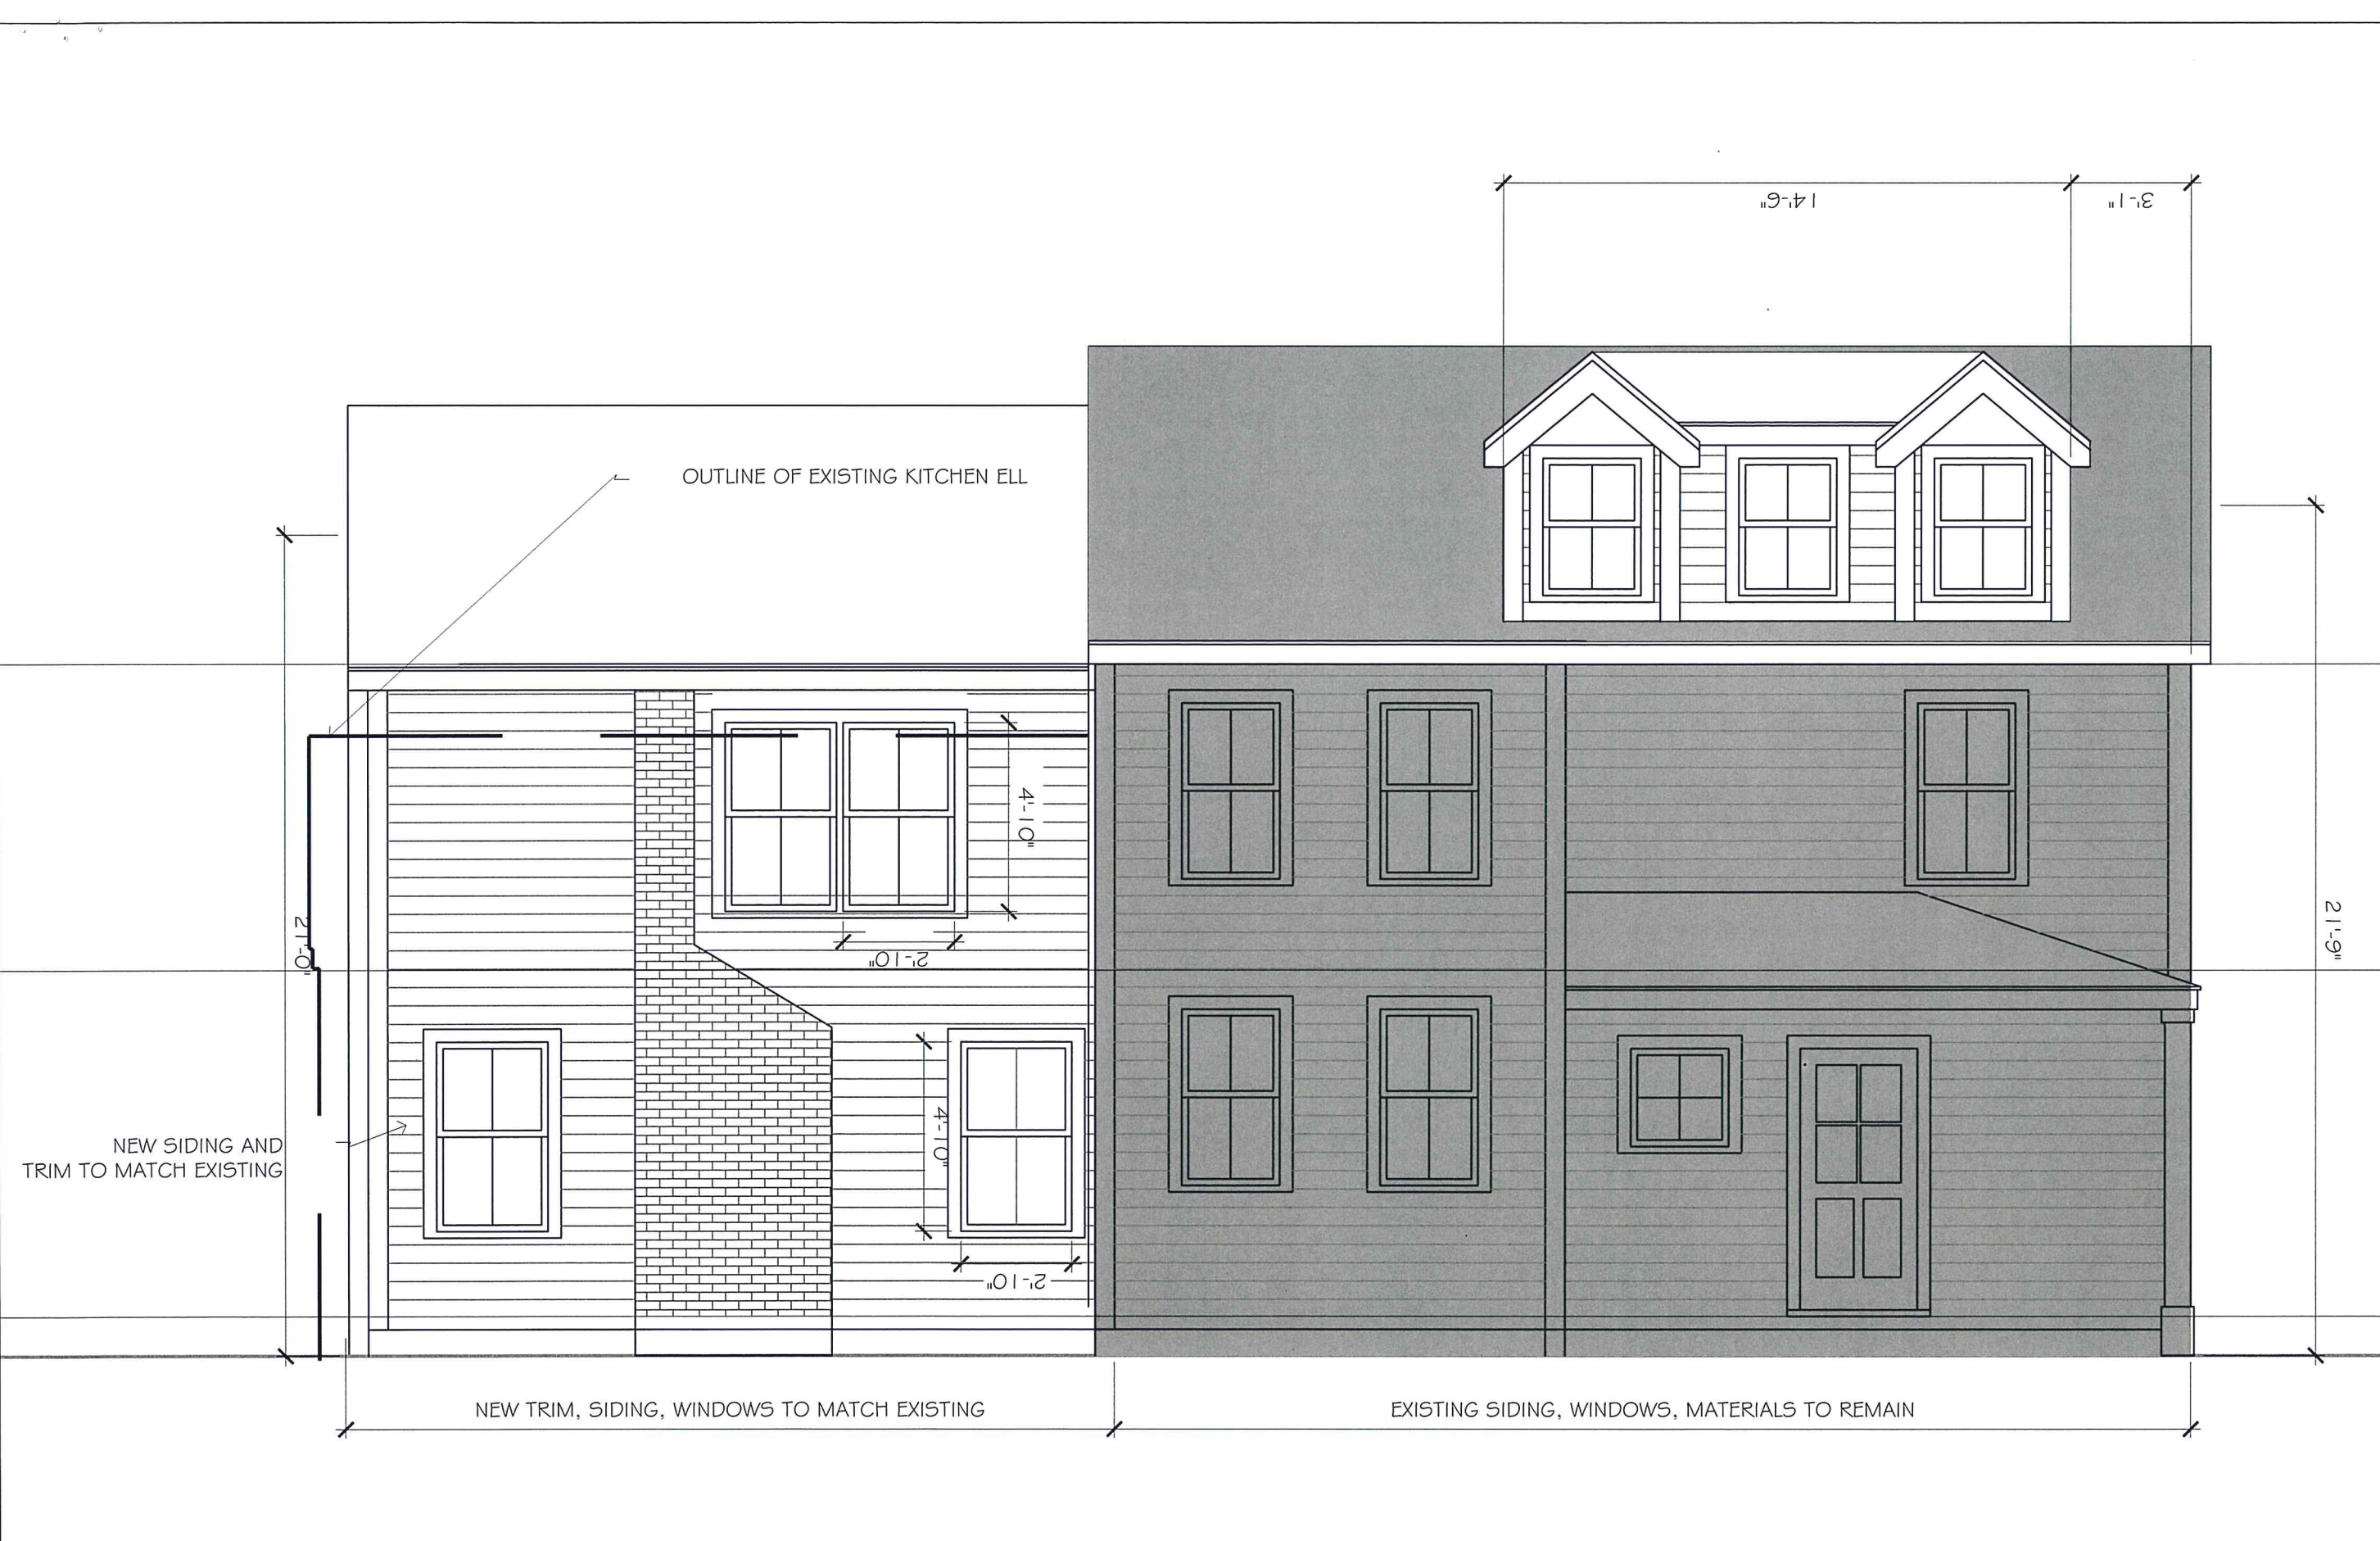 14'-6"
3'-1"
OUTLINE OF EXISTING KITCHEN ELL
4'-10"
21'-0"
21'-9"
2'-10"
4'-10"
NEW SIDING AND
TRIM TO MATCH EXISTING
2'-10"
NEW TRIM, SIDING, WINDOWS TO MATCH EXISTING
EXISTING SIDING, WINDOWS, MATERIALS TO REMAIN